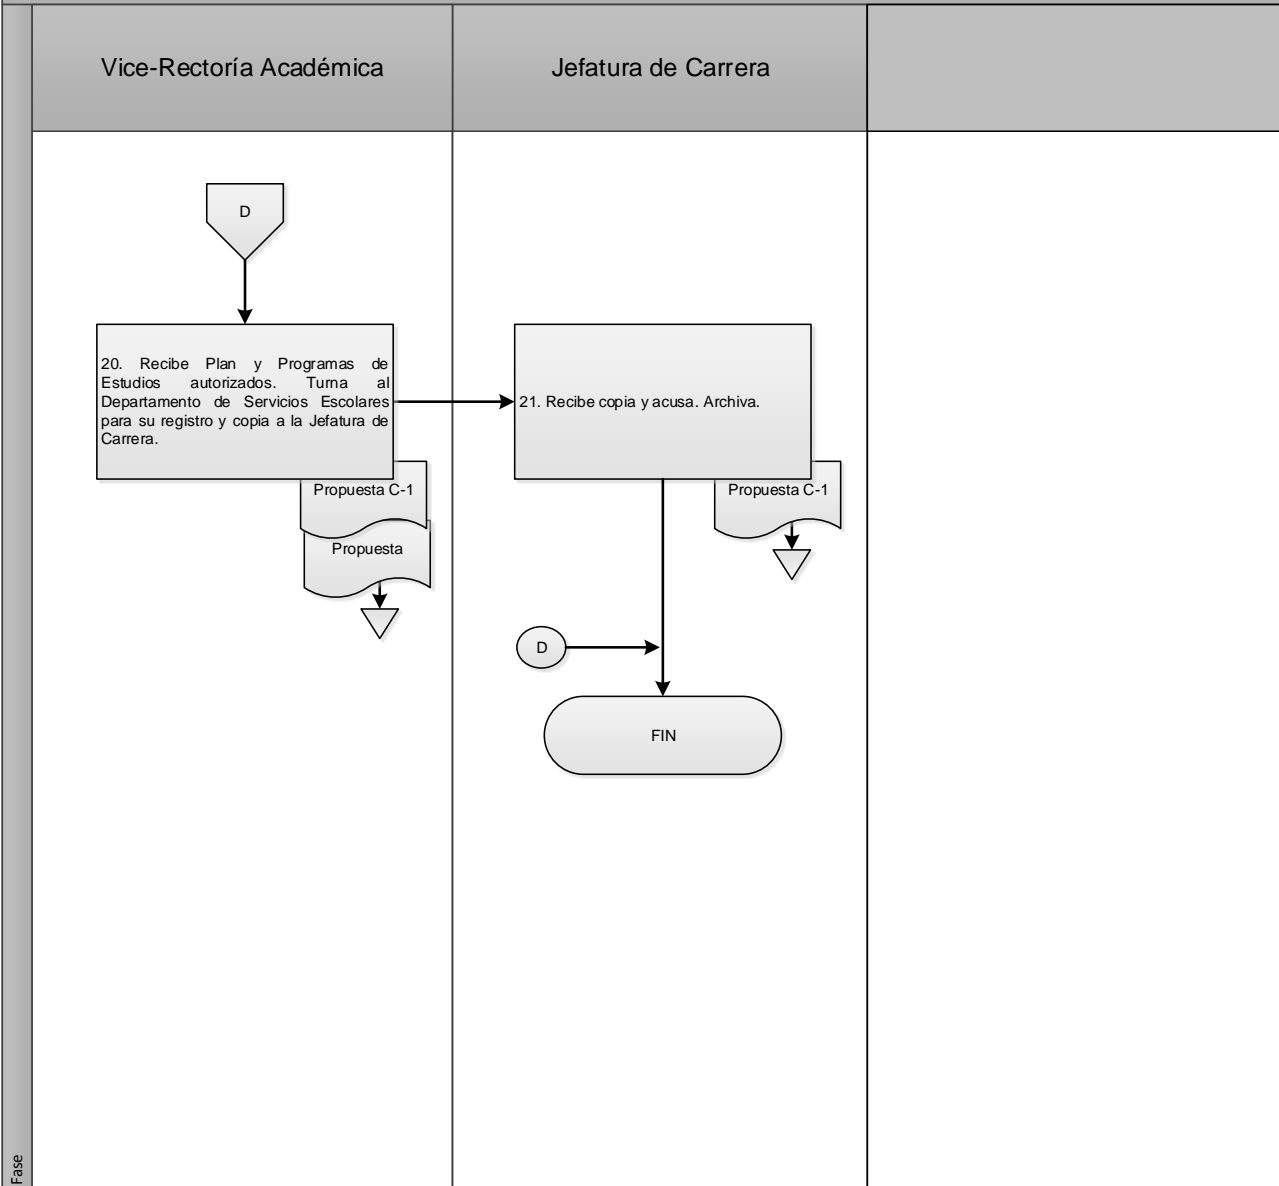 Vice-Rectoría Académica
Jefatura de Carrera
D
20. Recibe Plan y Programas de
Estudios autorizados. Turna al
Departamento de Servicios Escolares
para su registro y copia a la Jefatura de
Carrera.
21. Recibe copia y acusa. Archiva.
Propuesta C-1
Propuesta
Propuesta C-1
D
FIN
Fase